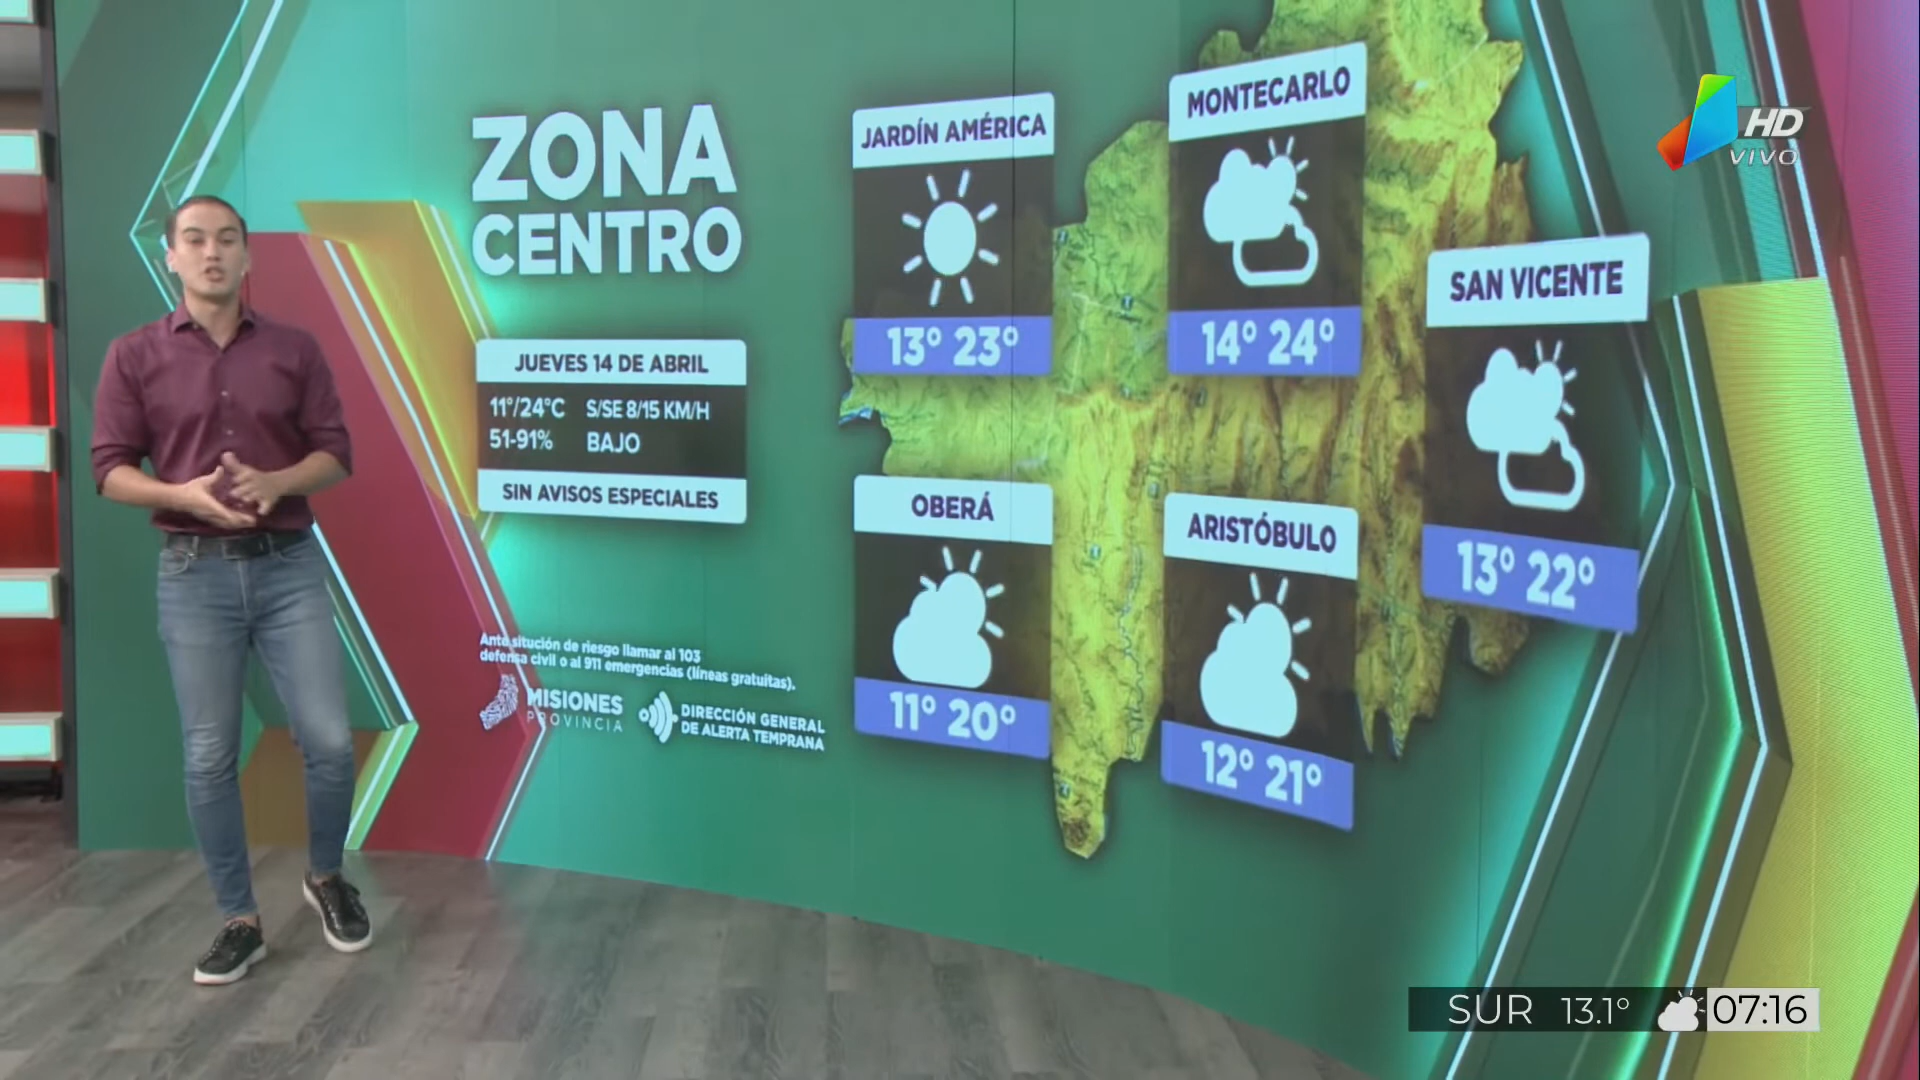 ZONA
CENTRO
JUEVES 14 DE ABRIL
11°/24°C S/SE 8/15 KM/H
51-91% BAJO
SIN AVISOS ESPECIALES
Ante situción de riesgo llamar al 103
defensa civil o al 911 emergencias (líneas gratuitas).
MISIONES
PROVINCIA
DIRECCIÓN GENERAL
DE ALERTA TEMPRANA
JARDÍN AMÉRICA
13° 23°
MONTECARLO
14° 24°
SAN VICENTE
13° 22°
OBERÁ
11° 20°
ARISTÓBULO
12° 21°
HD
VIVO
SUR 13.1° 07:16